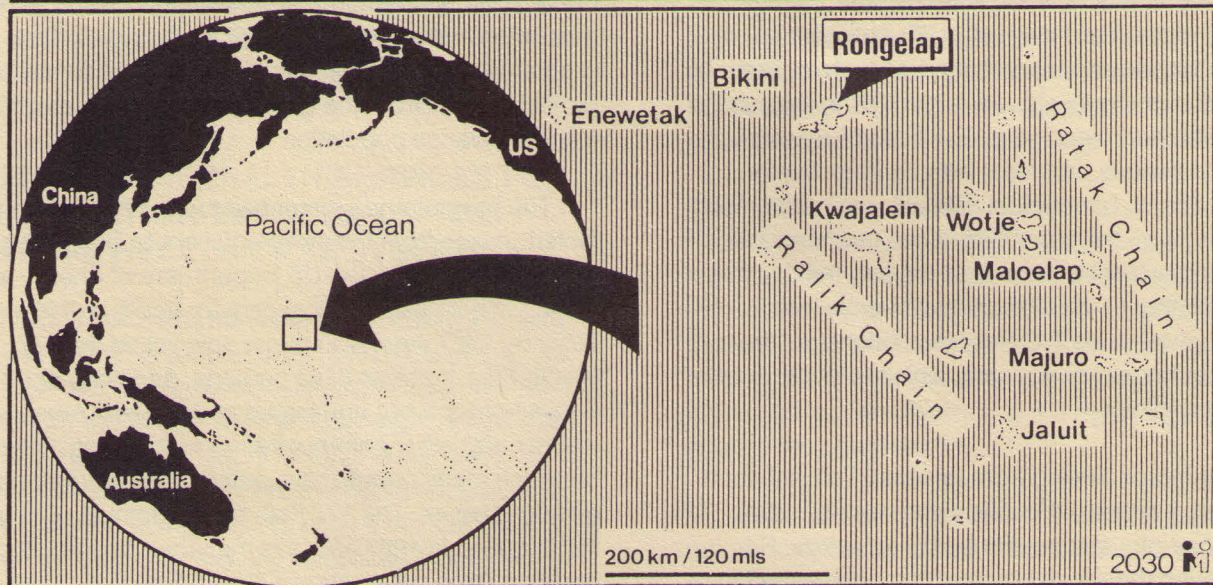 China
US
Pacific Ocean
Australia
Rongelap
Bikini
Enewetak
Kwajalein
Wotje
Maloelap
Majuro
Jaluit
Ratak Chain
Ralik Chain
200 km / 120 mls
2030